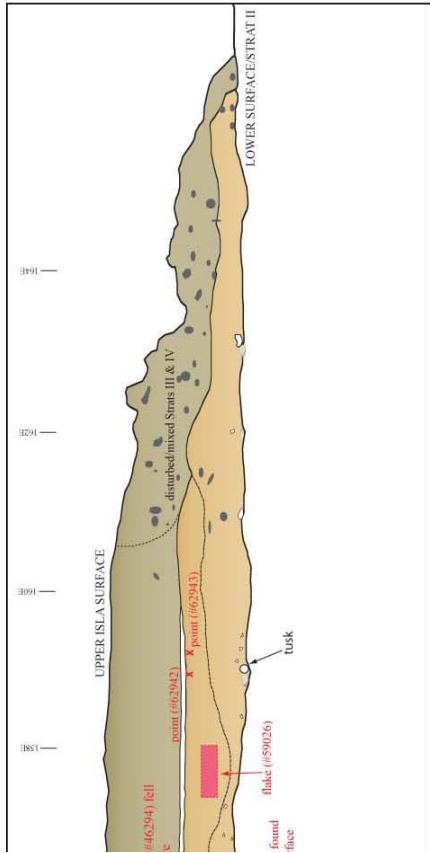 UPPER ISLA SURFACE
LOWER SURFACE/STRAT II
disturbed/mixed Strats III & IV
158E
160E
162E
164E
point (#62942)
point (#62943)
#46294) fell
flake (#59026)
tusk
found